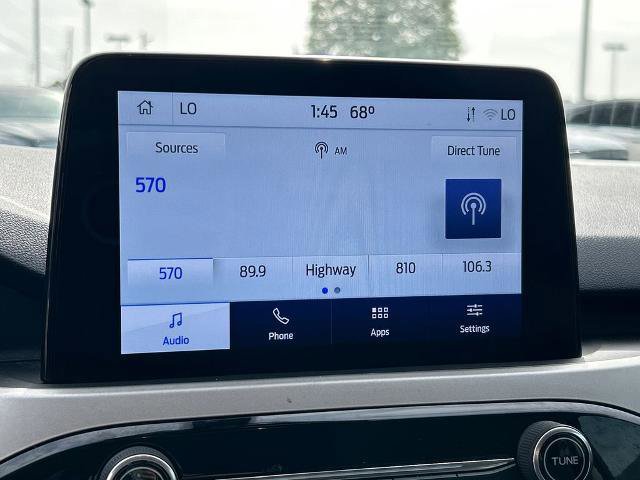 LO 1:45 68° LO
Sources AM Direct Tune
570
570 89.9 Highway 810 106.3
Audio Phone Apps Settings
TUNE